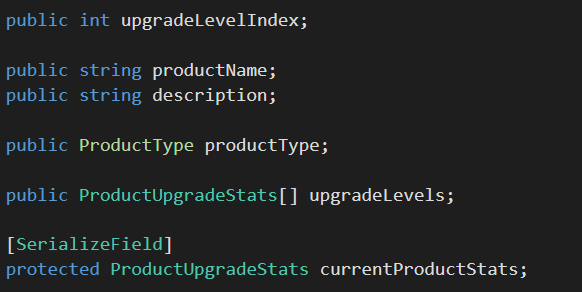 public int upgradeLevelIndex;
public string productName;
public string description;
public ProductType productType;
public ProductUpgradeStats[] upgradeLevels;
[SerializeField]
protected ProductUpgradeStats currentProductStats;